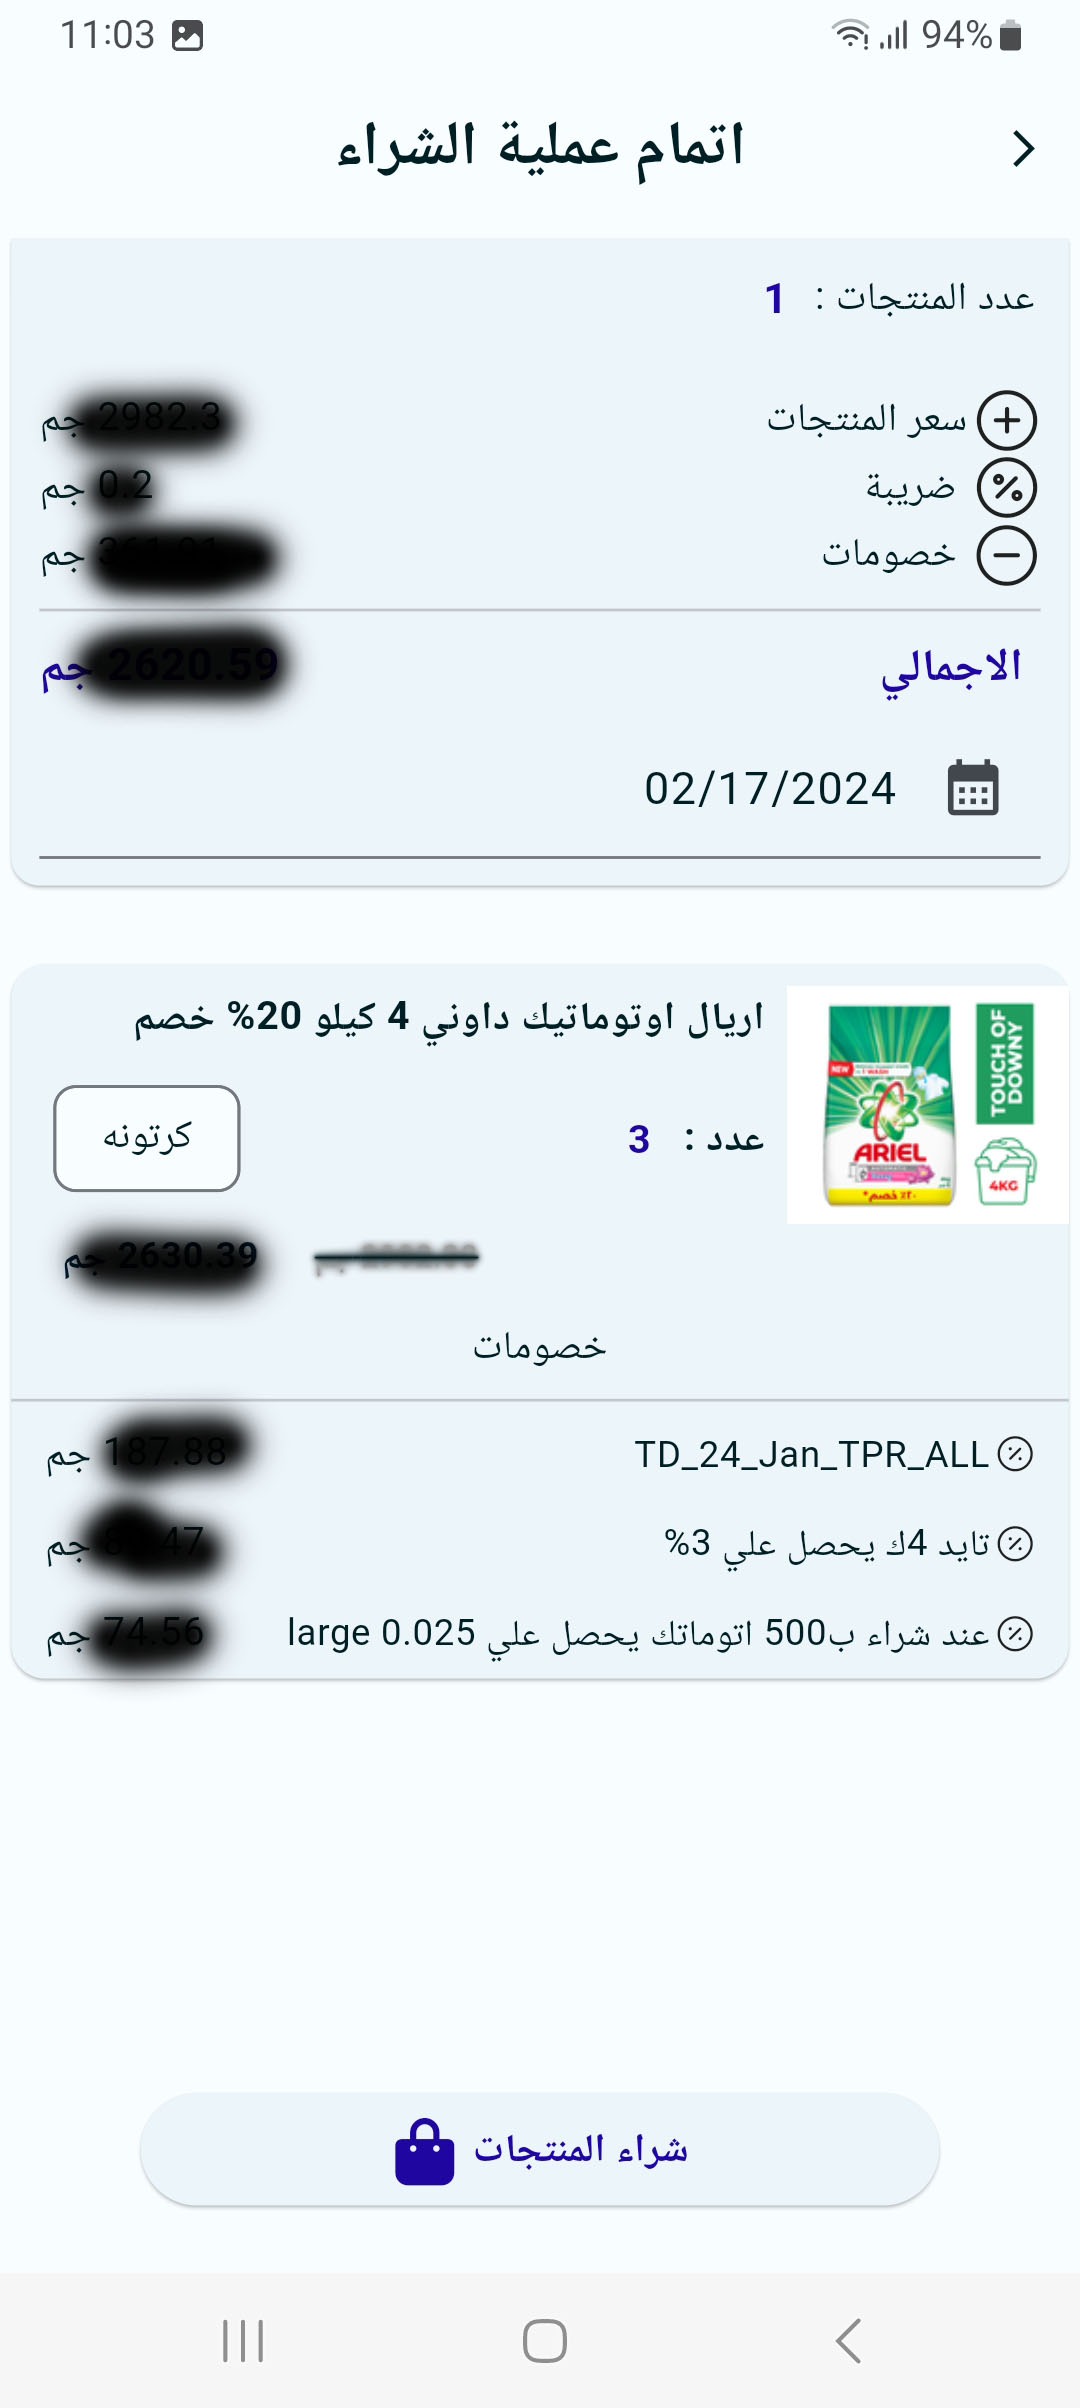 11:03
94%
اتمام عملية الشراء
عدد المنتجات : 1
سعر المنتجات 2982.3 جم
ضريبة 0.2 جم
خصومات جم
الاجمالي 2620.59 جم
02/17/2024
اريال اوتوماتيك داوني 4 كيلو 20% خصم
TOUCH OF DOWNY
NEW
ARIEL
4KG
عدد : 3
كرتونه
2630.39 جم
خصومات
TD_24_Jan_TPR_ALL 187.88 جم
تايد 4ك يحصل علي 3% جم
عند شراء ب500 اتوماتك يحصل علي 0.025 large 74.56 جم
شراء المنتجات